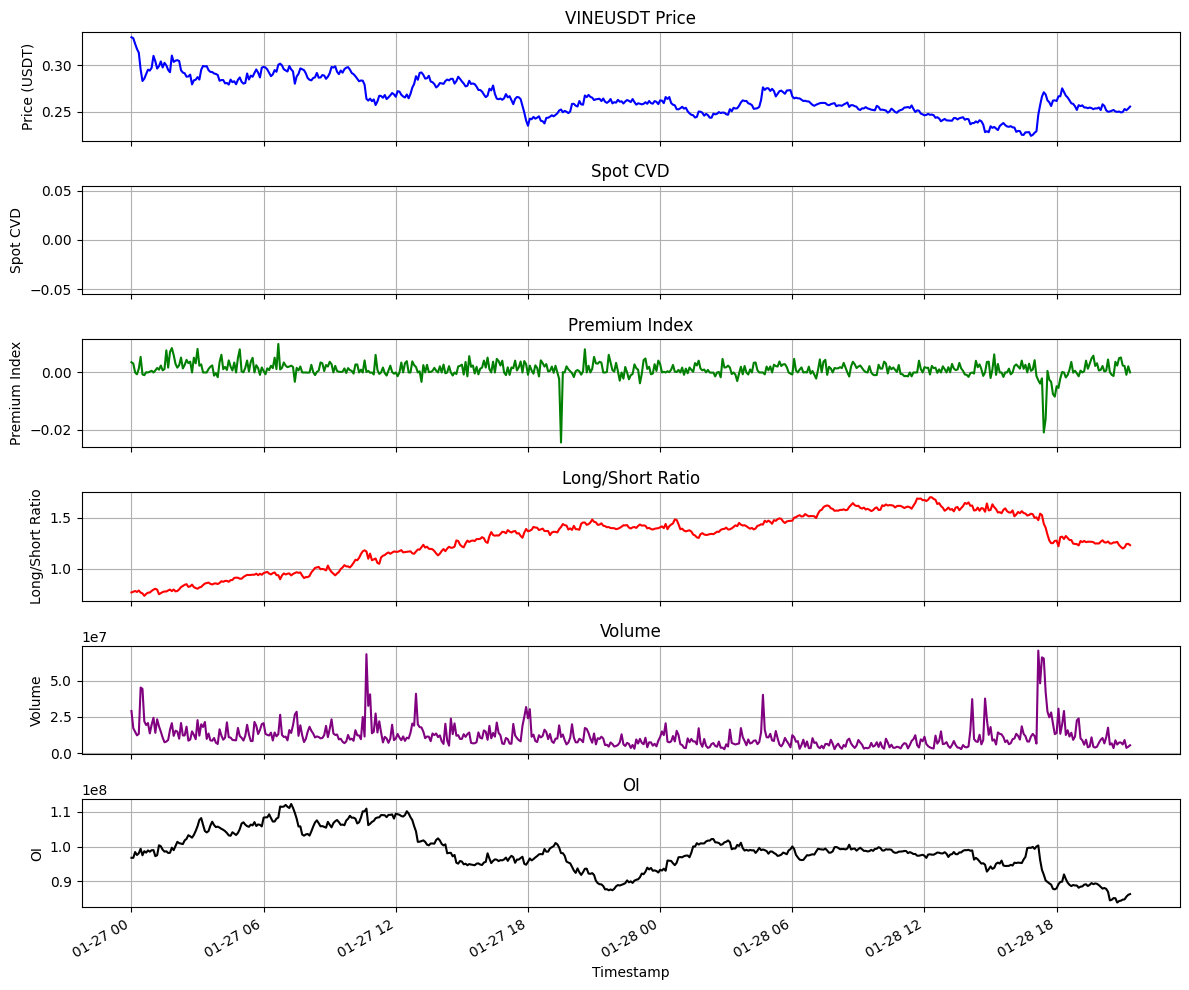 VINEUSDT Price
Price (USDT)
0.30
0.25
Spot CVD
Spot CVD
0.05
0.00
−0.05
Premium Index
Premium Index
0.00
−0.02
Long/Short Ratio
Long/Short Ratio
1.5
1.0
Volume
1e7
Volume
5.0
2.5
0.0
OI
1e8
OI
1.1
1.0
0.9
01-27 00
01-27 06
01-27 12
01-27 18
01-28 00
01-28 06
01-28 12
01-28 18
Timestamp